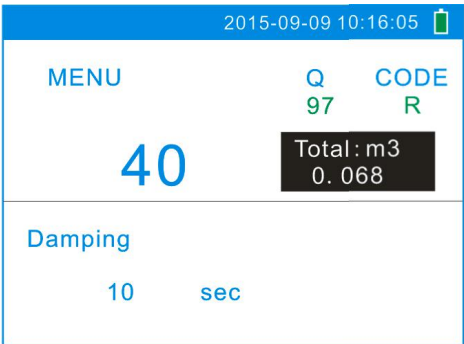 2015-09-09 10:16:05
MENU Q CODE
97 R
40
Total: m3
0.068
Damping
10 sec